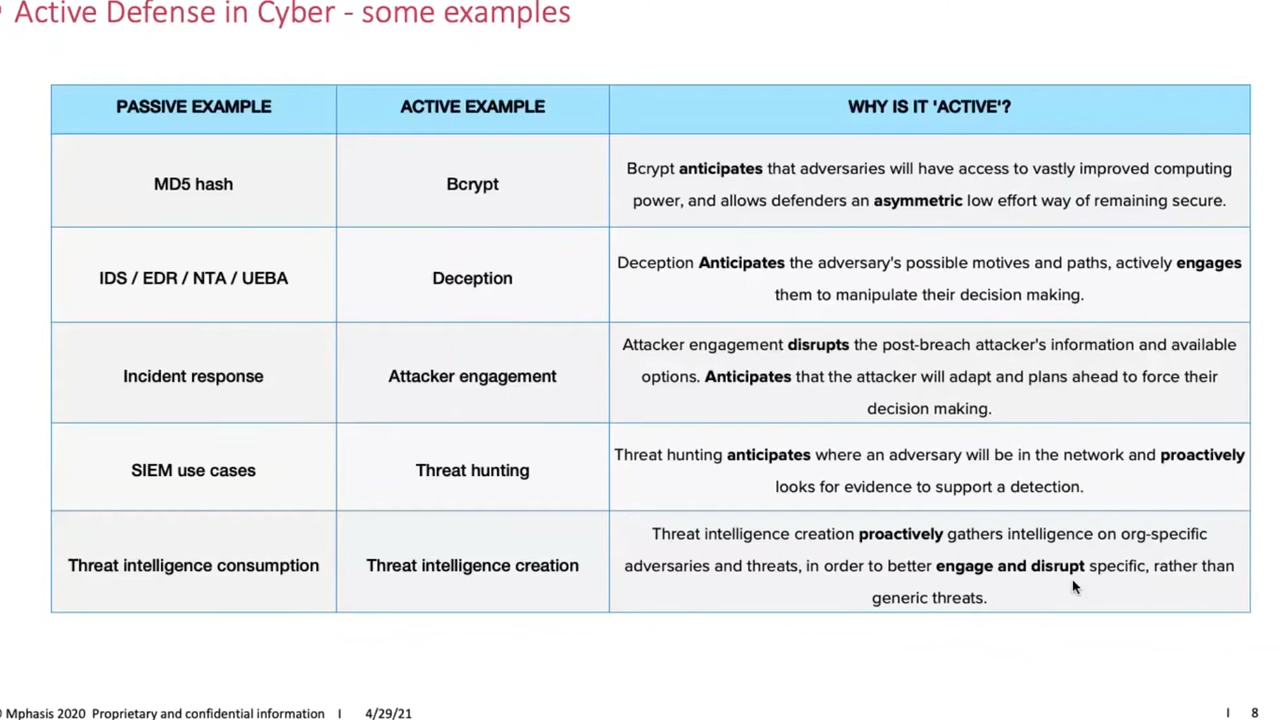 Active Defense in Cyber - some examples
PASSIVE EXAMPLE
ACTIVE EXAMPLE
WHY IS IT 'ACTIVE'?
MD5 hash
Bcrypt
Bcrypt anticipates that adversaries will have access to vastly improved computing
power, and allows defenders an asymmetric low effort way of remaining secure.
IDS / EDR / NTA / UEBA
Deception
Deception Anticipates the adversary's possible motives and paths, actively engages
them to manipulate their decision making.
Incident response
Attacker engagement
Attacker engagement disrupts the post-breach attacker's information and available
options. Anticipates that the attacker will adapt and plans ahead to force their
decision making.
SIEM use cases
Threat hunting
Threat hunting anticipates where an adversary will be in the network and proactively
looks for evidence to support a detection.
Threat intelligence consumption
Threat intelligence creation
Threat intelligence creation proactively gathers intelligence on org-specific
adversaries and threats, in order to better engage and disrupt specific, rather than
generic threats.
Mphasis 2020 Proprietary and confidential information I 4/29/21
I 8